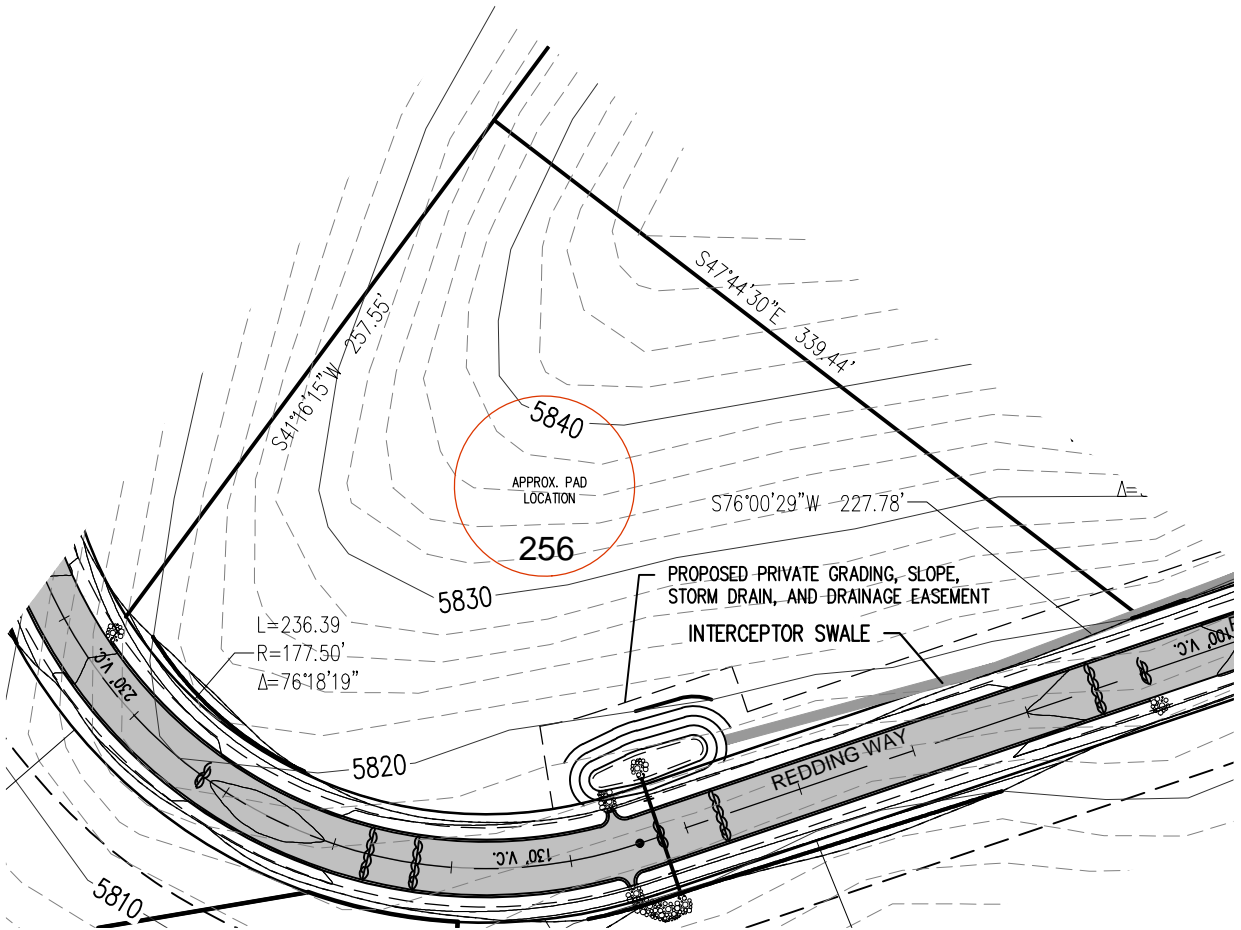 S47°44'30"E 339.44'
S41°16'15"W 257.55'
5840
APPROX. PAD
LOCATION
256
S76°00'29"W 227.78'
Δ=
5830
PROPOSED PRIVATE GRADING, SLOPE,
STORM DRAIN, AND DRAINAGE EASEMENT
INTERCEPTOR SWALE
L=236.39
R=177.50'
Δ=76°18'19"
230' V.C.
100' V.C.
5820
REDDING WAY
130' V.C.
5810